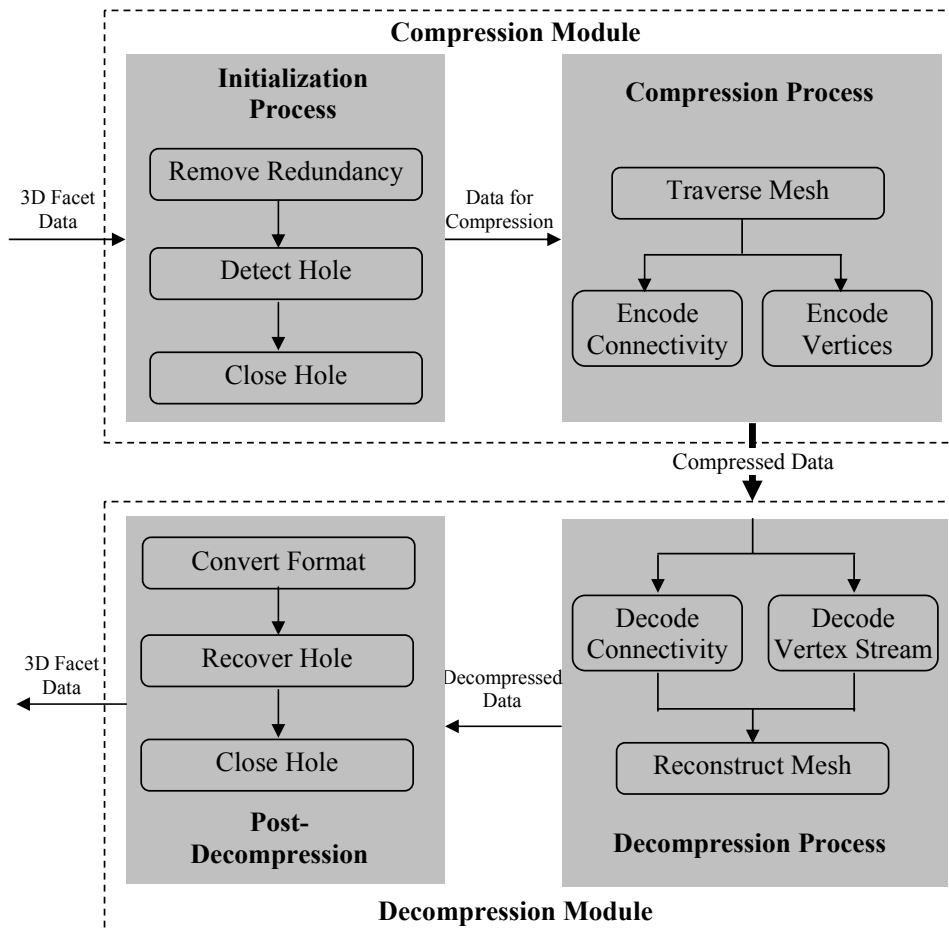 Compression Module
Initialization
Process
Remove Redundancy
Detect Hole
Close Hole
3D Facet
Data
Data for
Compression
Compression Process
Traverse Mesh
Encode
Connectivity
Encode
Vertices
Compressed Data
Decode
Connectivity
Decode
Vertex Stream
Reconstruct Mesh
Decompression Process
Decompressed
Data
Convert Format
Recover Hole
Close Hole
Post-
Decompression
3D Facet
Data
Decompression Module